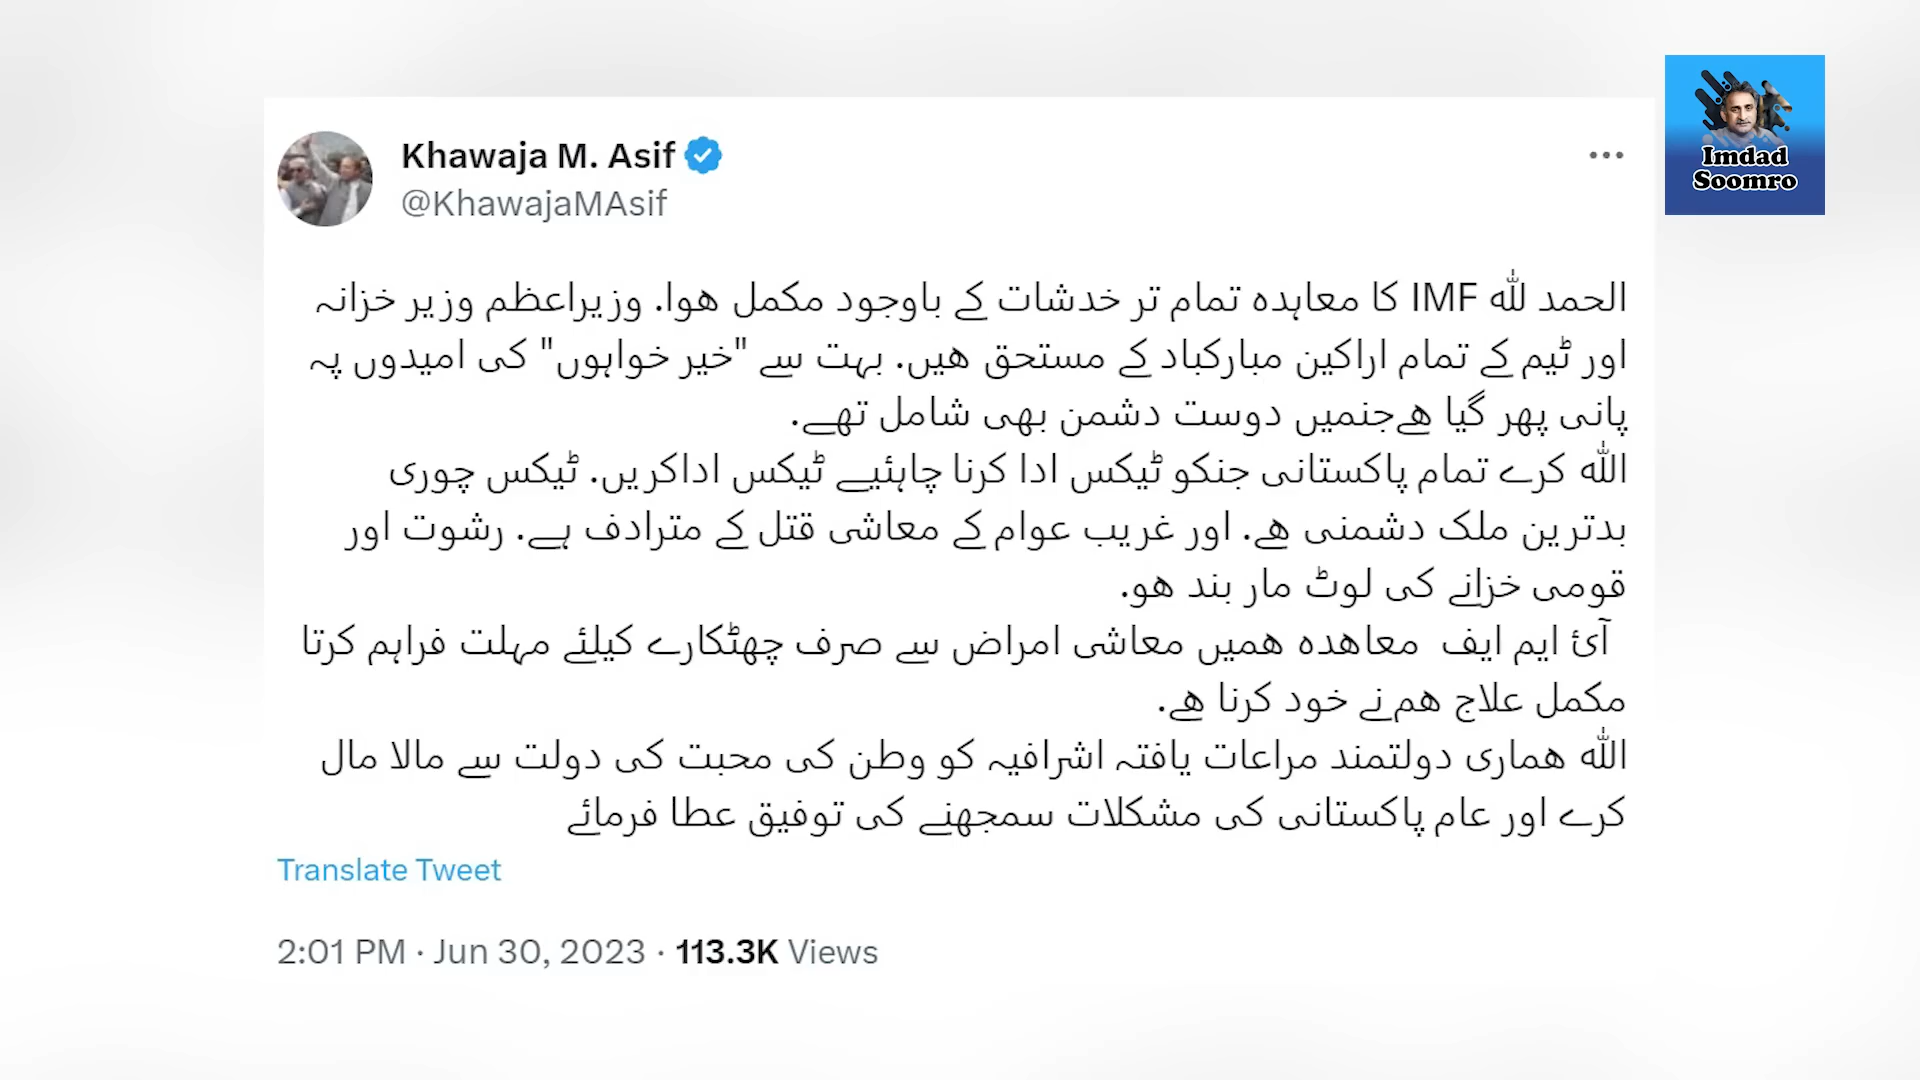 Khawaja M. Asif
@KhawajaMAsif
Imdad
Soomro
الحمد للّٰہ IMF کا معاہدہ تمام تر خدشات کے باوجود مکمل ھوا. وزیراعظم وزیر خزانہ
اور ٹیم کے تمام اراکین مبارکباد کے مستحق ھیں. بہت سے "خیر خواہوں" کی امیدوں پہ
پانی پھر گیا ھےجنمیں دوست دشمن بھی شامل تھے.
اللّٰہ کرے تمام پاکستانی جنکو ٹیکس ادا کرنا چاہئیے ٹیکس اداکریں. ٹیکس چوری
بدترین ملک دشمنی ھے. اور غریب عوام کے معاشی قتل کے مترادف ہے. رشوت اور
قومی خزانے کی لوٹ مار بند ھو.
آئ ایم ایف معاھدہ ھمیں معاشی امراض سے صرف چھٹکارے کیلئے مہلت فراہم کرتا
مکمل علاج ھم نے خود کرنا ھے.
اللّٰہ ھماری دولتمند مراعات یافتہ اشرافیہ کو وطن کی محبت کی دولت سے مالا مال
کرے اور عام پاکستانی کی مشکلات سمجھنے کی توفیق عطا فرمائے
Translate Tweet
2:01 PM · Jun 30, 2023 · 113.3K Views